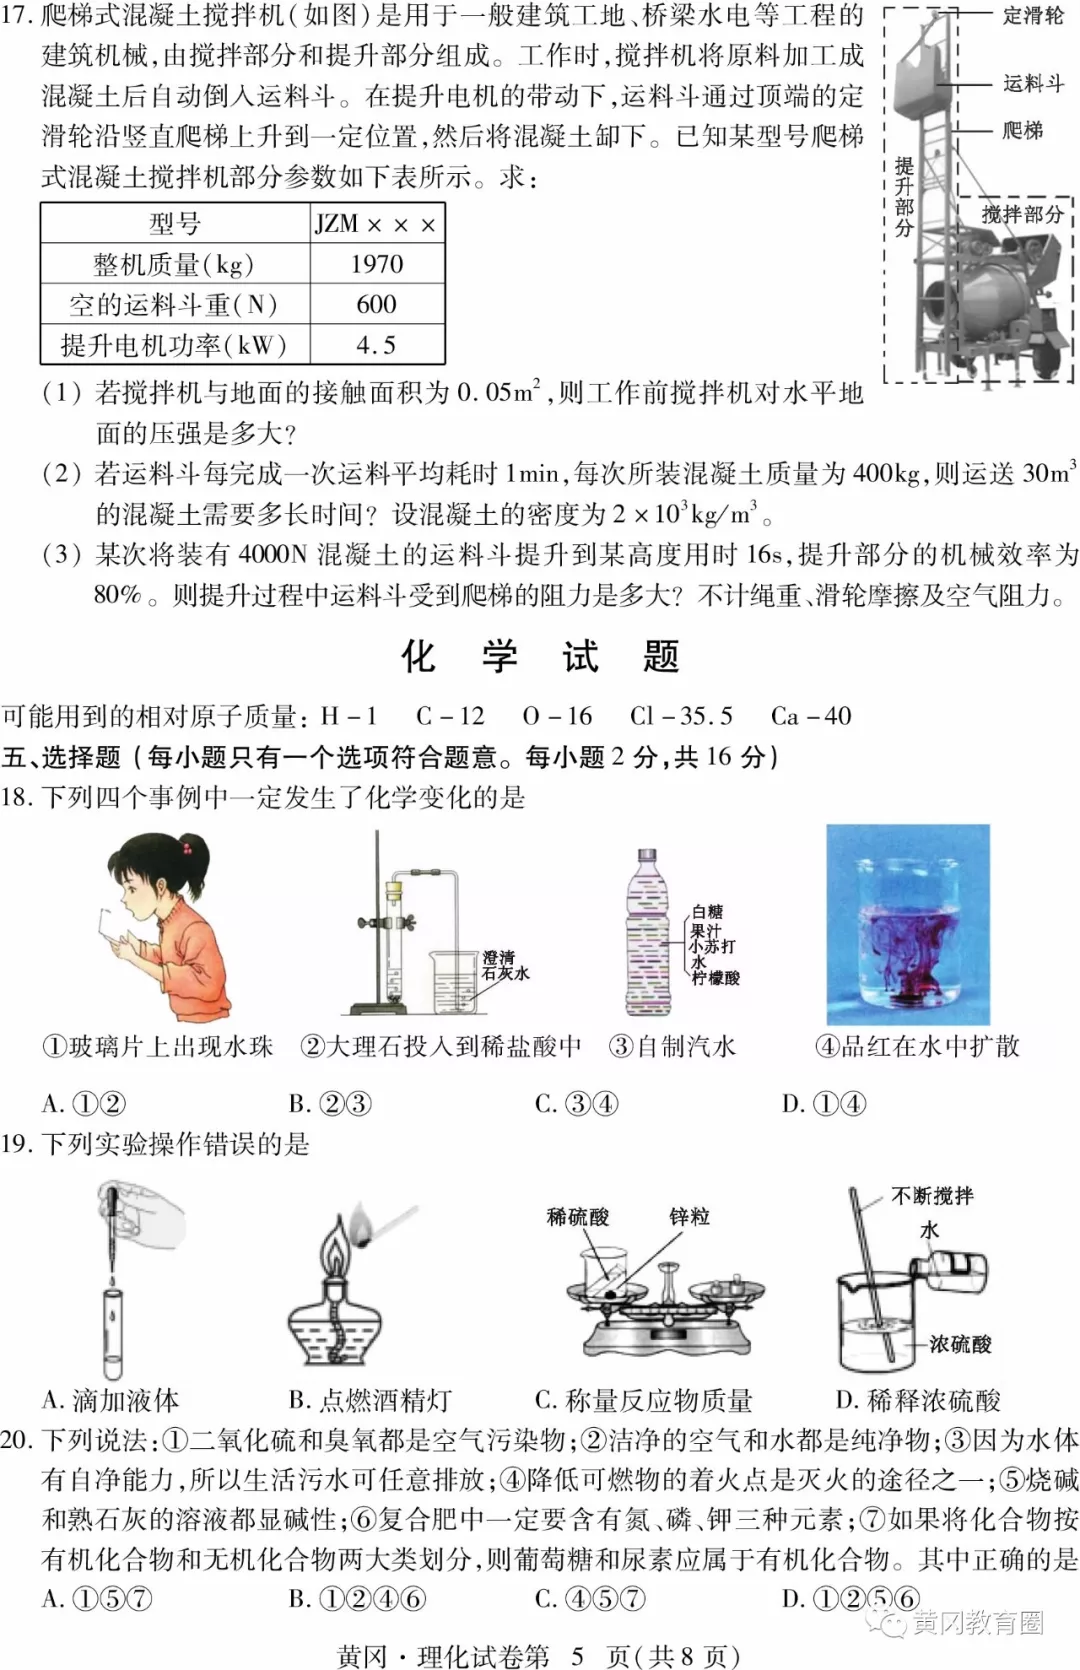 17. 爬梯式混凝土搅拌机(如图)是用于一般建筑工地、桥梁水电等工程的
建筑机械,由搅拌部分和提升部分组成。工作时,搅拌机将原料加工成
混凝土后自动倒入运料斗。在提升电机的带动下,运料斗通过顶端的定
滑轮沿竖直爬梯上升到一定位置,然后将混凝土卸下。已知某型号爬梯
式混凝土搅拌机部分参数如下表所示。求:
定滑轮
运料斗
爬梯
提升部分
搅拌部分
型号 JZM×××
整机质量(kg) 1970
空的运料斗重(N) 600
提升电机功率(kW) 4.5
(1) 若搅拌机与地面的接触面积为0.05m²,则工作前搅拌机对水平地
面的压强是多大?
(2) 若运料斗每完成一次运料平均耗时1min,每次所装混凝土质量为400kg,则运送30m³
的混凝土需要多长时间? 设混凝土的密度为2×10³kg/m³。
(3) 某次将装有4000N混凝土的运料斗提升到某高度用时16s,提升部分的机械效率为
80%。则提升过程中运料斗受到爬梯的阻力是多大? 不计绳重、滑轮摩擦及空气阻力。
化 学 试 题
可能用到的相对原子质量: H-1 C-12 O-16 Cl-35.5 Ca-40
五、选择题(每小题只有一个选项符合题意。每小题2分,共16分)
18. 下列四个事例中一定发生了化学变化的是
澄清
石灰水
白糖
果汁
小苏打
水
柠檬酸
①玻璃片上出现水珠 ②大理石投入到稀盐酸中 ③自制汽水 ④品红在水中扩散
A. ①② B. ②③ C. ③④ D. ①④
19. 下列实验操作错误的是
稀硫酸 锌粒
不断搅拌
水
浓硫酸
A. 滴加液体 B. 点燃酒精灯 C. 称量反应物质量 D. 稀释浓硫酸
20. 下列说法:①二氧化硫和臭氧都是空气污染物;②洁净的空气和水都是纯净物;③因为水体
有自净能力,所以生活污水可任意排放;④降低可燃物的着火点是灭火的途径之一;⑤烧碱
和熟石灰的溶液都显碱性;⑥复合肥中一定要含有氮、磷、钾三种元素;⑦如果将化合物按
有机化合物和无机化合物两大类划分,则葡萄糖和尿素应属于有机化合物。其中正确的是
A. ①⑤⑦ B. ①②④⑥ C. ④⑤⑦ D. ①②⑤⑥
黄冈教育圈
黄冈·理化试卷第 5 页(共8页)